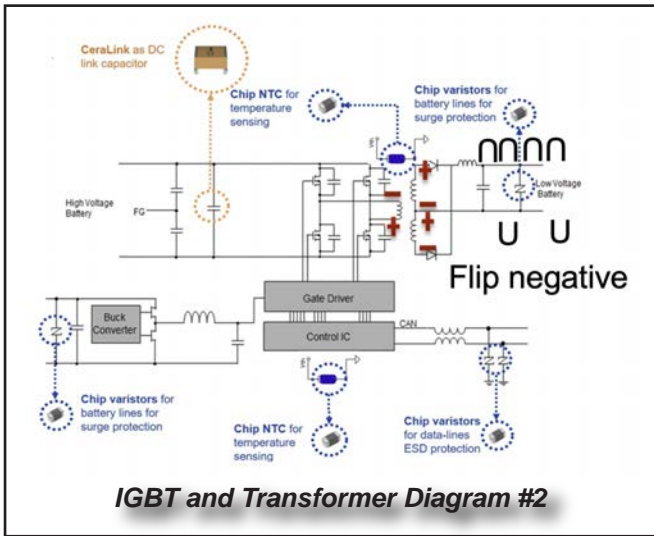 CeraLink as DC
link capacitor
Chip NTC for
temperature
sensing
Chip varistors for
battery lines for
surge protection
Vth
High Voltage
Battery
FG
Low Voltage
Battery
Flip negative
Gate Driver
Buck
Converter
Control IC
CAN
Vth
Chip varistors for
battery lines for
surge protection
Chip NTC for
temperature
sensing
Chip varistors
for data-lines
ESD protection
IGBT and Transformer Diagram #2